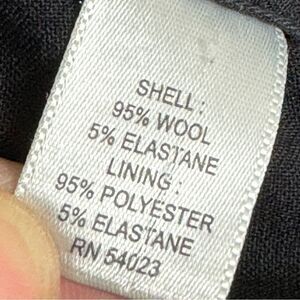 SHELL :
95% WOOL
5% ELASTANE
LINING :
95% POLYESTER
5% ELASTANE
RN 54023